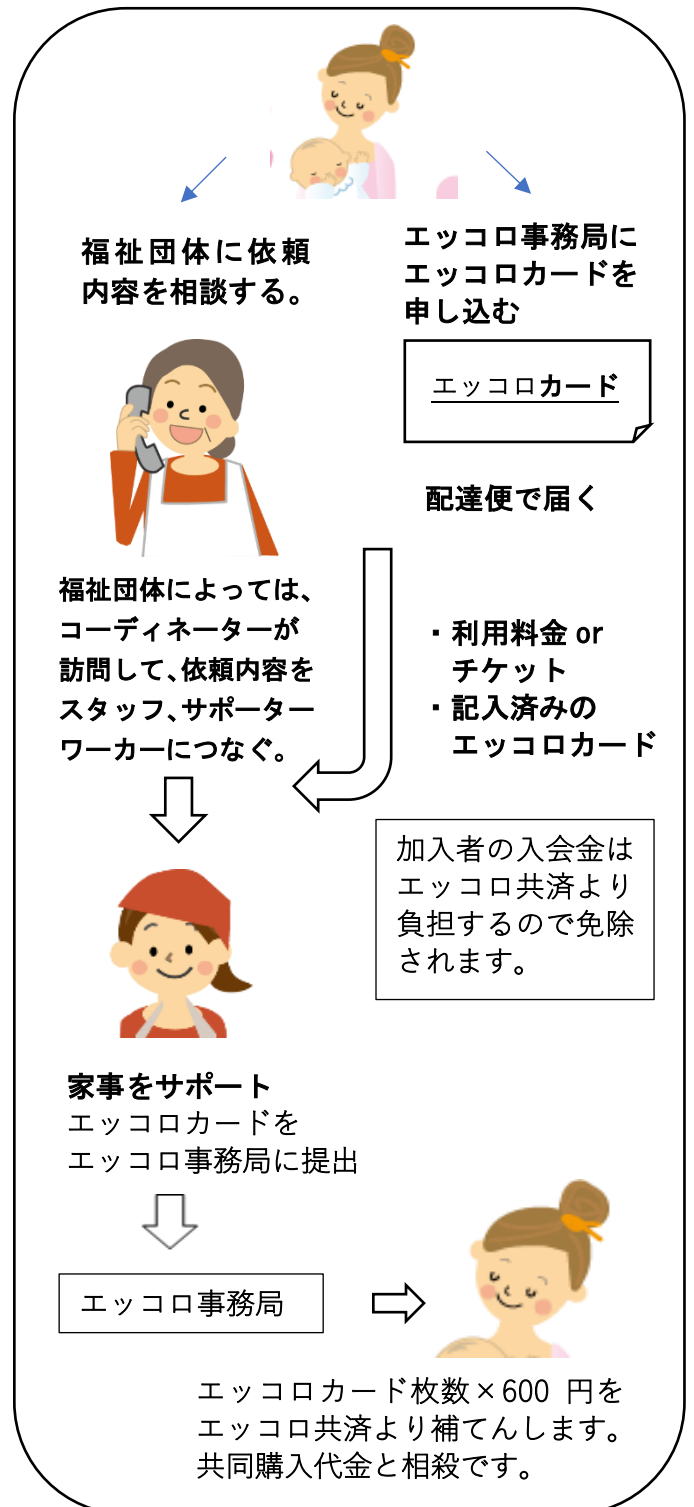 福祉団体に依頼
内容を相談する。
エッコロ事務局に
エッコロカードを
申し込む
エッコロカード
配達便で届く
福祉団体によっては、
コーディネーターが
訪問して、依頼内容を
スタッフ、サポーター
ワーカーにつなぐ。
・利用料金 or
チケット
・記入済みの
エッコロカード
加入者の入会金は
エッコロ共済より
負担するので免除
されます。
家事をサポート
エッコロカードを
エッコロ事務局に提出
エッコロ事務局
エッコロカード枚数×600 円を
エッコロ共済より補てんします。
共同購入代金と相殺です。